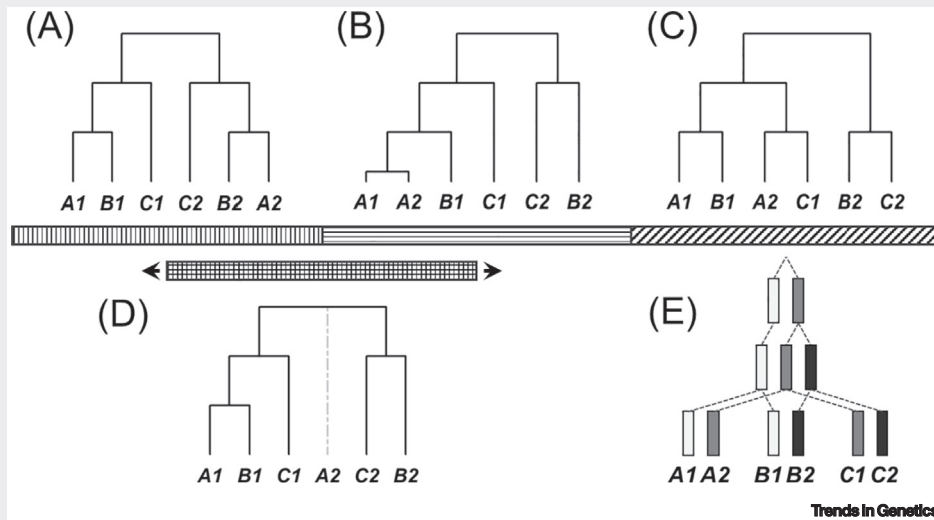 (A) (B) (C)
A1 B1 C1 C2 B2 A2 A1 A2 B1 C1 C2 B2 A1 B1 A2 C1 B2 C2
(D) (E)
A1 B1 C1 A2 C2 B2 A1 A2 B1 B2 C1 C2
Trends in Genetics